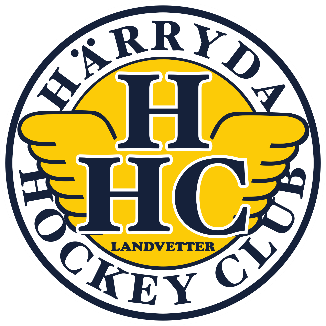 HÄRRYDA
H
HC
LANDVETTER
HOCKEY CLUB